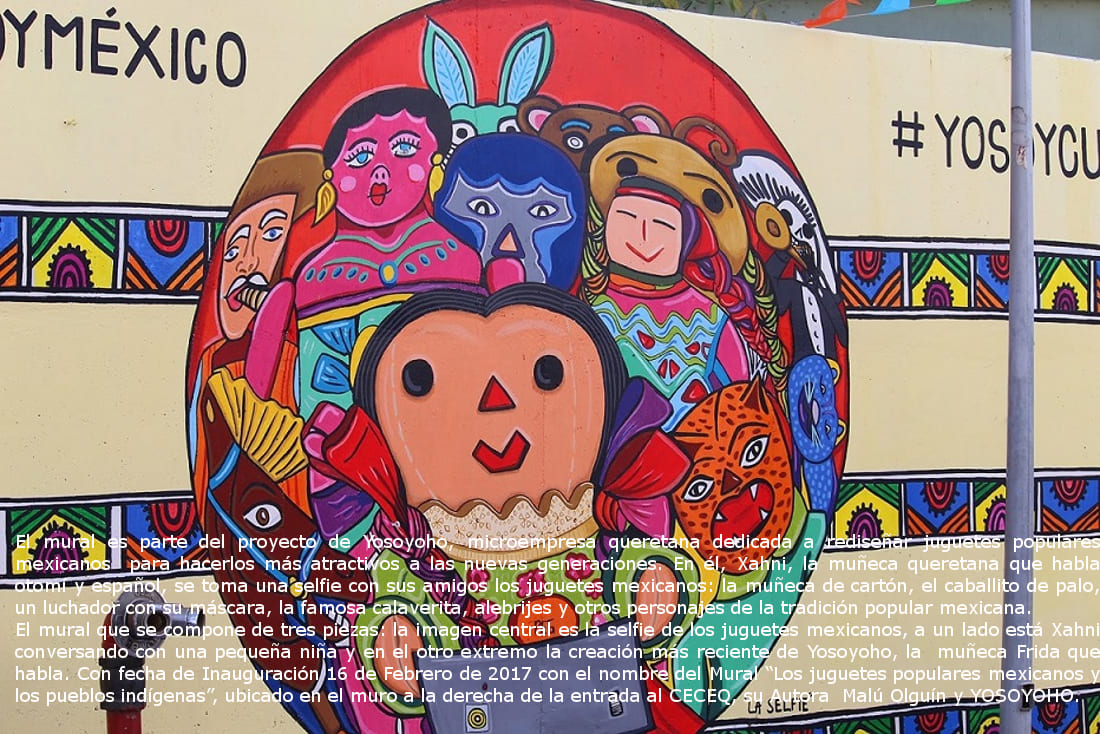 OYMÉXICO
#YOSOYCU
El mural es parte del proyecto de Yosoyoho, microempresa queretana dedicada a rediseñar juguetes populares
mexicanos para hacerlos más atractivos a las nuevas generaciones. En él, Xahni, la muñeca queretana que habla
otomí y español, se toma una selfie con sus amigos los juguetes mexicanos: la muñeca de cartón, el caballito de palo,
un luchador con su máscara, la famosa calaverita, alebrijes y otros personajes de la tradición popular mexicana.
El mural que se compone de tres piezas: la imagen central es la selfie de los juguetes mexicanos, a un lado está Xahni
conversando con una pequeña niña y en el otro extremo la creación más reciente de Yosoyoho, la muñeca Frida que
habla. Con fecha de Inauguración 16 de Febrero de 2017 con el nombre del Mural “Los juguetes populares mexicanos y
los pueblos indígenas”, ubicado en el muro a la derecha de la entrada al CECEQ, su Autora Malú Olguín y YOSOYOHO.
LA SELFIE